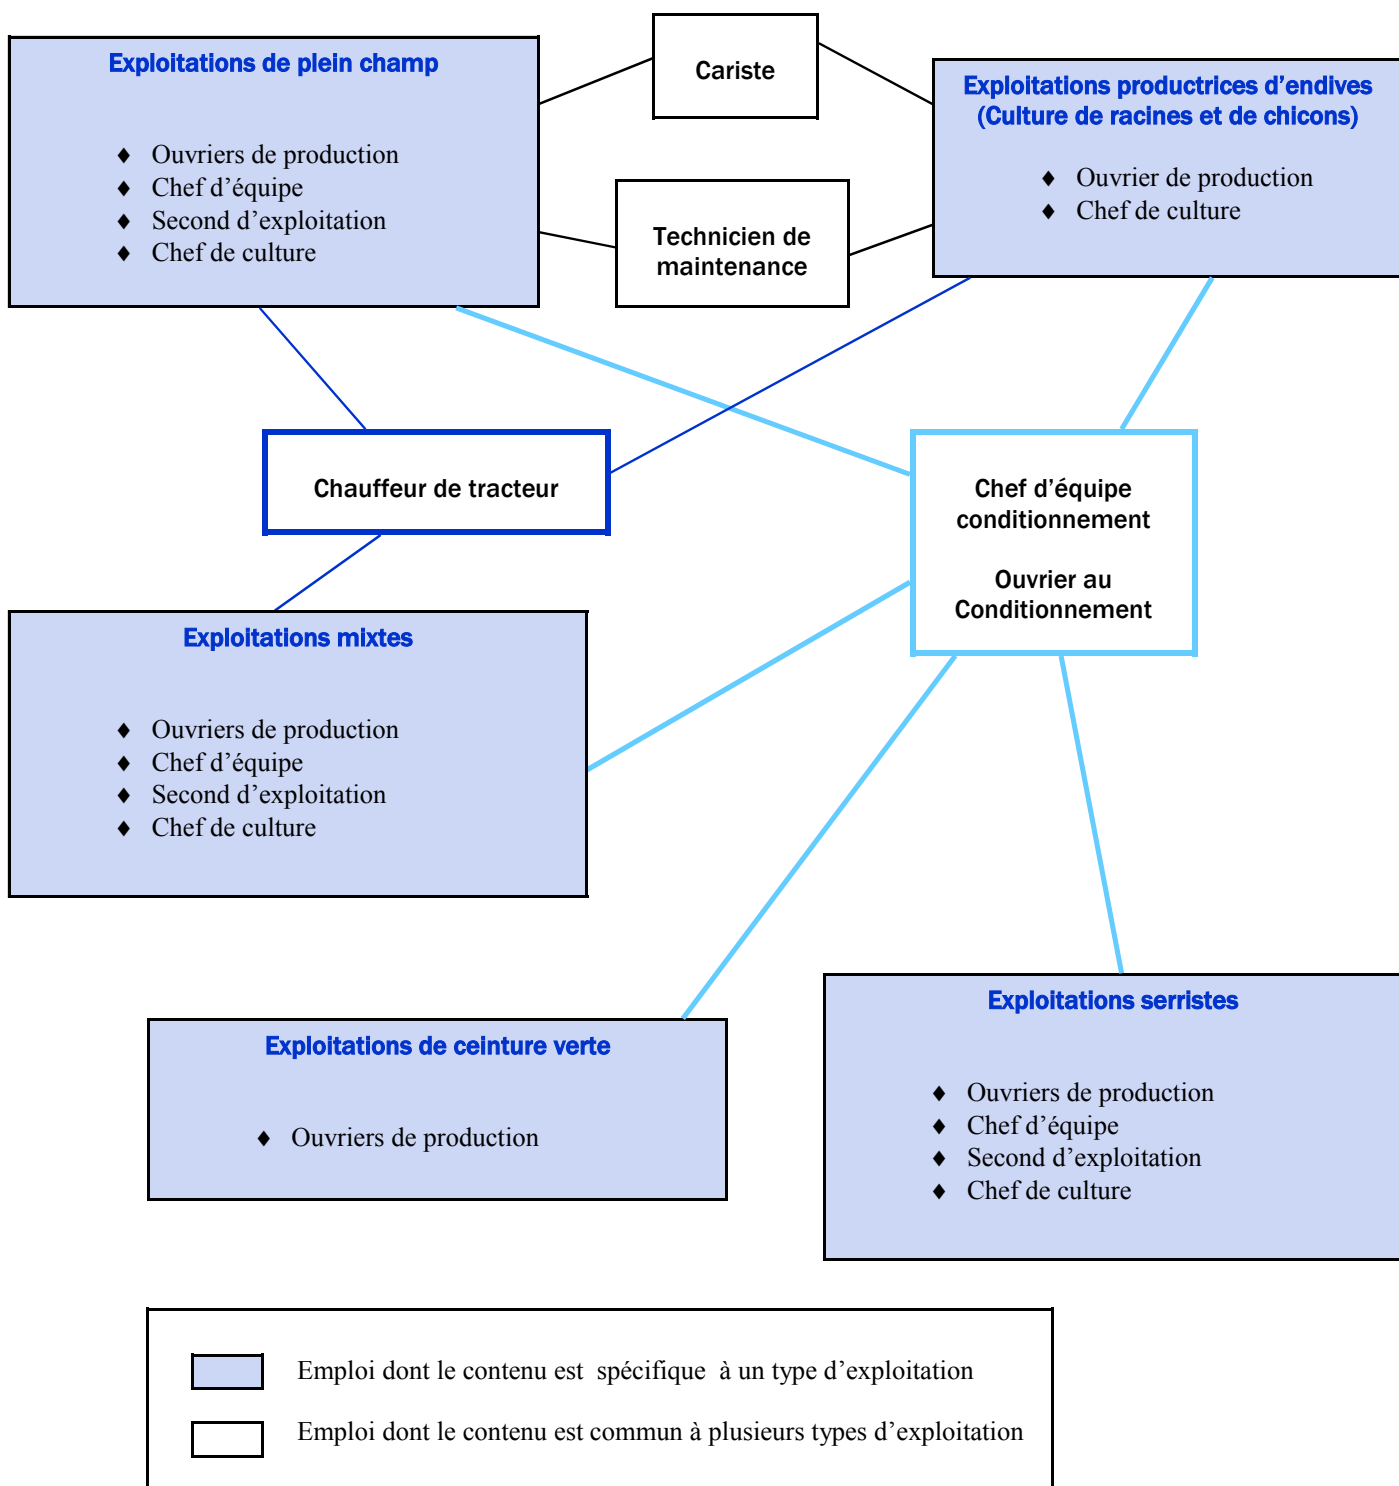 Exploitations de plein champ
♦ Ouvriers de production
♦ Chef d'équipe
♦ Second d'exploitation
♦ Chef de culture
Cariste
Technicien de
maintenance
Exploitations productrices d'endives
(Culture de racines et de chicons)
♦ Ouvrier de production
♦ Chef de culture
Chauffeur de tracteur
Chef d'équipe
conditionnement
Ouvrier au
Conditionnement
Exploitations mixtes
♦ Ouvriers de production
♦ Chef d'équipe
♦ Second d'exploitation
♦ Chef de culture
Exploitations de ceinture verte
♦ Ouvriers de production
Exploitations serristes
♦ Ouvriers de production
♦ Chef d'équipe
♦ Second d'exploitation
♦ Chef de culture
Emploi dont le contenu est spécifique à un type d'exploitation
Emploi dont le contenu est commun à plusieurs types d'exploitation